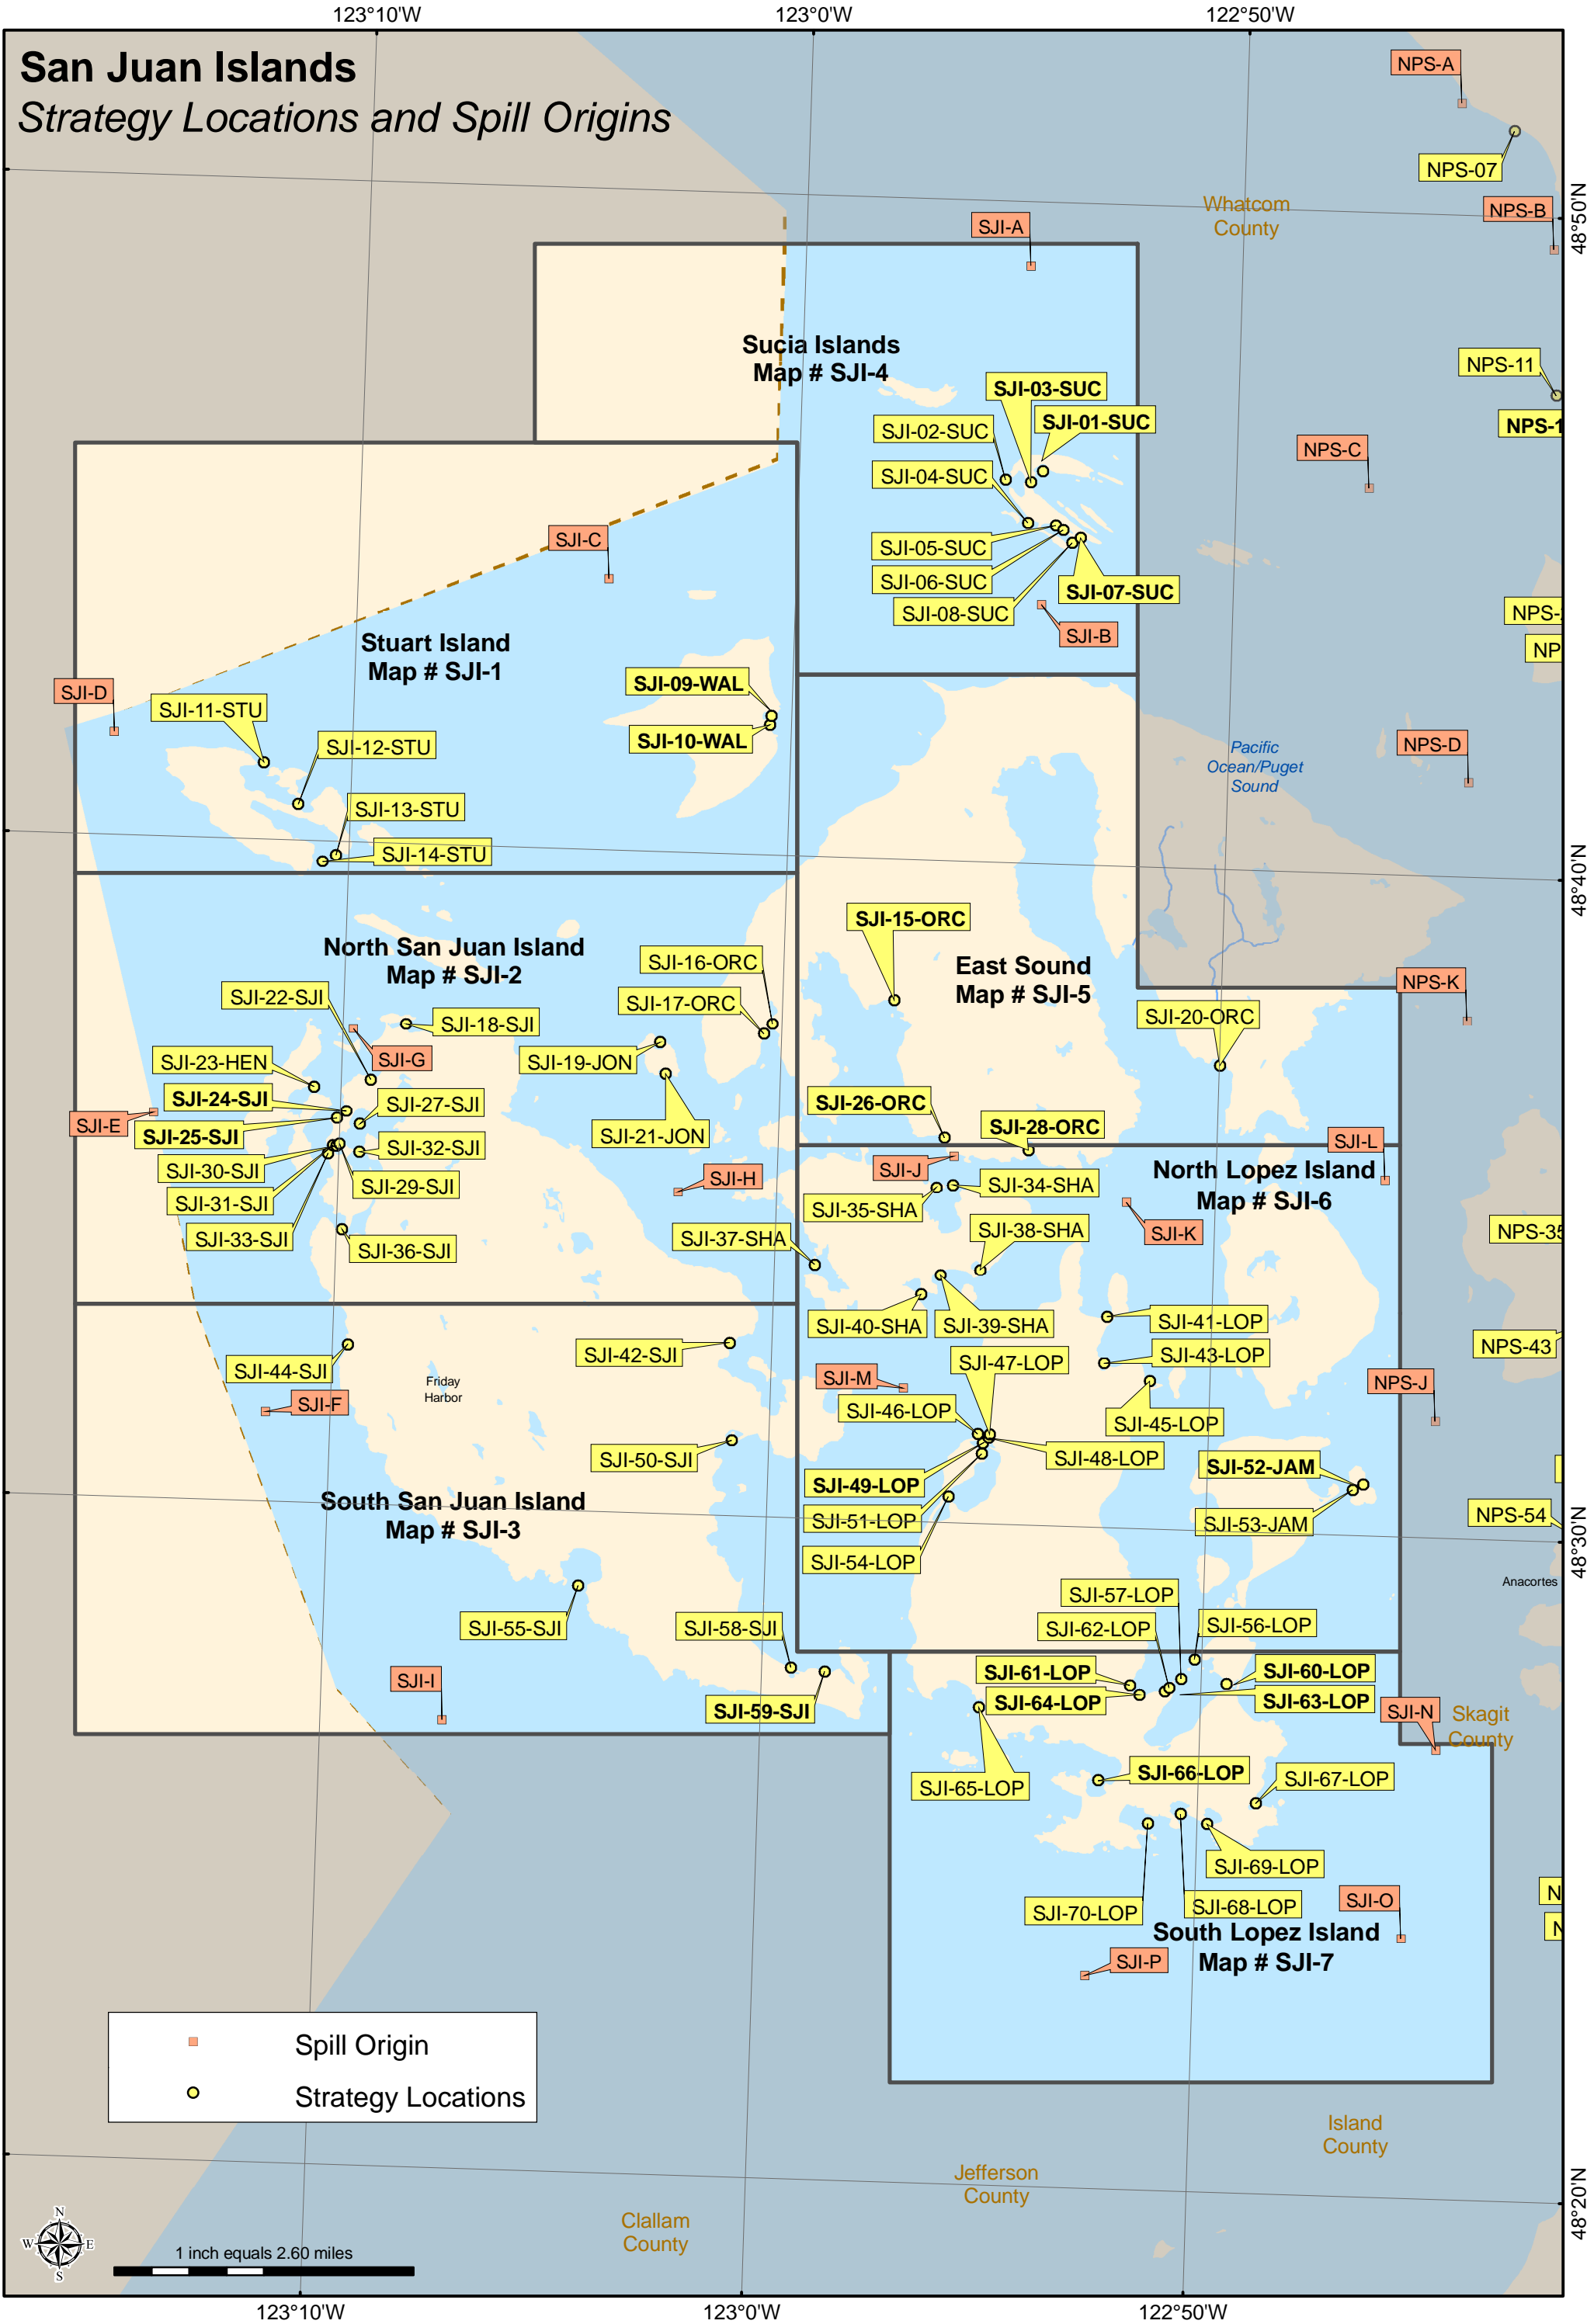 123°10'W
123°0'W
122°50'W
San Juan Islands
Strategy Locations and Spill Origins
NPS-A
NPS-07
Whatcom
County
NPS-B
48°50'N
SJI-A
Sucia Islands
Map # SJI-4
NPS-11
SJI-03-SUC
SJI-01-SUC
SJI-02-SUC
NPS-1
NPS-C
SJI-04-SUC
SJI-C
SJI-05-SUC
SJI-06-SUC
SJI-07-SUC
SJI-08-SUC
NPS-
SJI-B
Stuart Island
Map # SJI-1
NP
SJI-09-WAL
SJI-D
SJI-11-STU
SJI-10-WAL
SJI-12-STU
NPS-D
Pacific
Ocean/Puget
Sound
SJI-13-STU
SJI-14-STU
48°40'N
SJI-15-ORC
North San Juan Island
Map # SJI-2
SJI-16-ORC
East Sound
Map # SJI-5
NPS-K
SJI-22-SJI
SJI-17-ORC
SJI-18-SJI
SJI-20-ORC
SJI-G
SJI-23-HEN
SJI-19-JON
SJI-24-SJI
SJI-27-SJI
SJI-26-ORC
SJI-E
SJI-25-SJI
SJI-21-JON
SJI-28-ORC
SJI-32-SJI
SJI-L
SJI-30-SJI
SJI-J
North Lopez Island
Map # SJI-6
SJI-H
SJI-29-SJI
SJI-34-SHA
SJI-31-SJI
SJI-35-SHA
SJI-33-SJI
SJI-37-SHA
SJI-38-SHA
SJI-K
NPS-35
SJI-36-SJI
SJI-40-SHA
SJI-39-SHA
SJI-41-LOP
NPS-43
SJI-42-SJI
SJI-44-SJI
SJI-47-LOP
SJI-43-LOP
Friday
Harbor
SJI-M
NPS-J
SJI-F
SJI-46-LOP
SJI-45-LOP
SJI-50-SJI
SJI-48-LOP
SJI-52-JAM
SJI-49-LOP
South San Juan Island
Map # SJI-3
SJI-51-LOP
SJI-53-JAM
NPS-54
48°30'N
SJI-54-LOP
Anacortes
SJI-57-LOP
SJI-55-SJI
SJI-58-SJI
SJI-62-LOP
SJI-56-LOP
SJI-I
SJI-61-LOP
SJI-60-LOP
SJI-59-SJI
SJI-64-LOP
SJI-63-LOP
SJI-N
Skagit
County
SJI-66-LOP
SJI-67-LOP
SJI-65-LOP
SJI-69-LOP
N
SJI-70-LOP
SJI-68-LOP
SJI-O
N
South Lopez Island
Map # SJI-7
SJI-P
Spill Origin
Strategy Locations
Island
County
Jefferson
County
Clallam
County
48°20'N
N
W
E
S
1 inch equals 2.60 miles
123°10'W
123°0'W
122°50'W